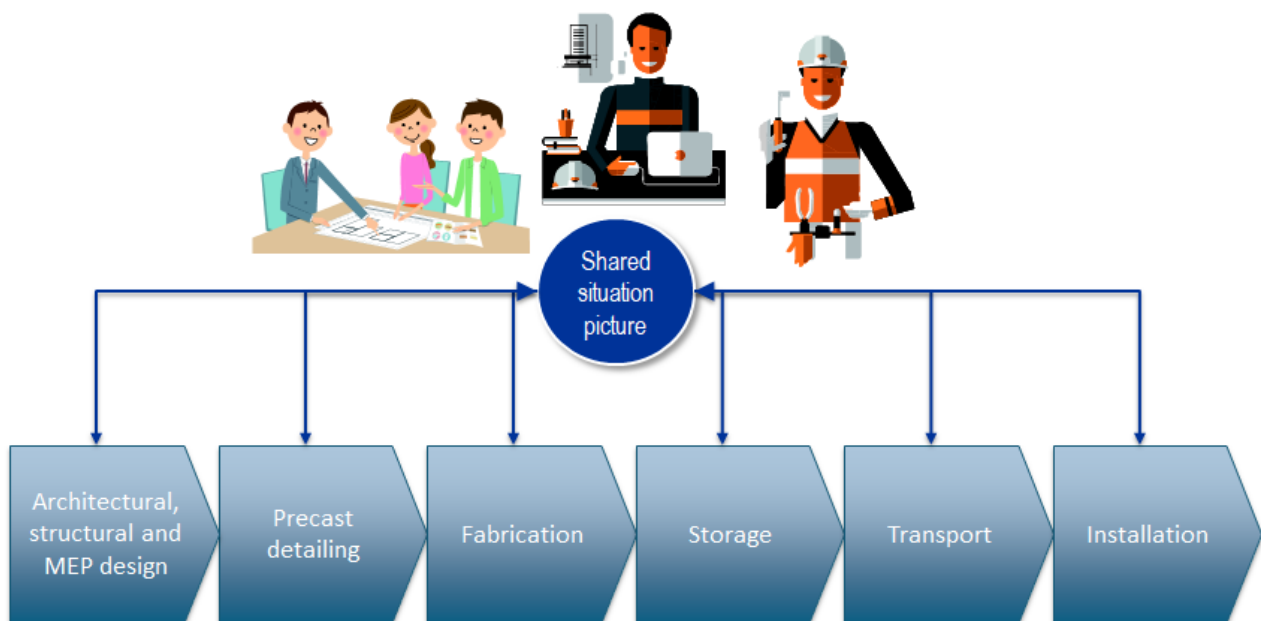 Shared
situation
picture
Architectural,
structural and
MEP design
Precast
detailing
Fabrication
Storage
Transport
Installation